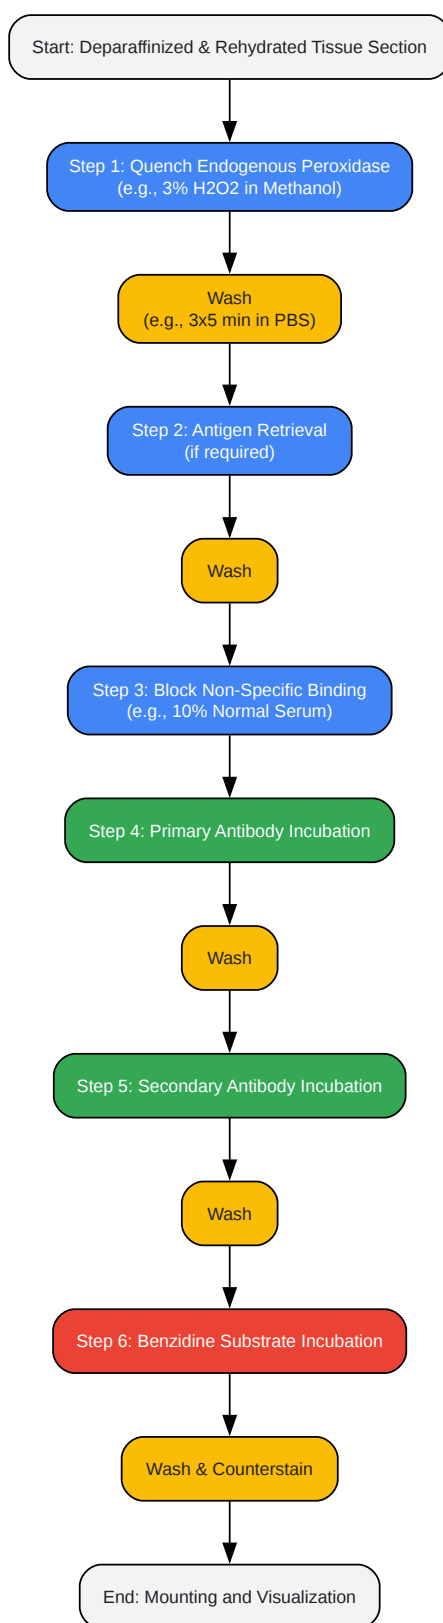 Start: Deparaffinized & Rehydrated Tissue Section
Step 1: Quench Endogenous Peroxidase
(e.g., 3% H2O2 in Methanol)
Wash
(e.g., 3x5 min in PBS)
Step 2: Antigen Retrieval
(if required)
Wash
Step 3: Block Non-Specific Binding
(e.g., 10% Normal Serum)
Step 4: Primary Antibody Incubation
Wash
Step 5: Secondary Antibody Incubation
Wash
Step 6: Benzidine Substrate Incubation
Wash & Counterstain
End: Mounting and Visualization